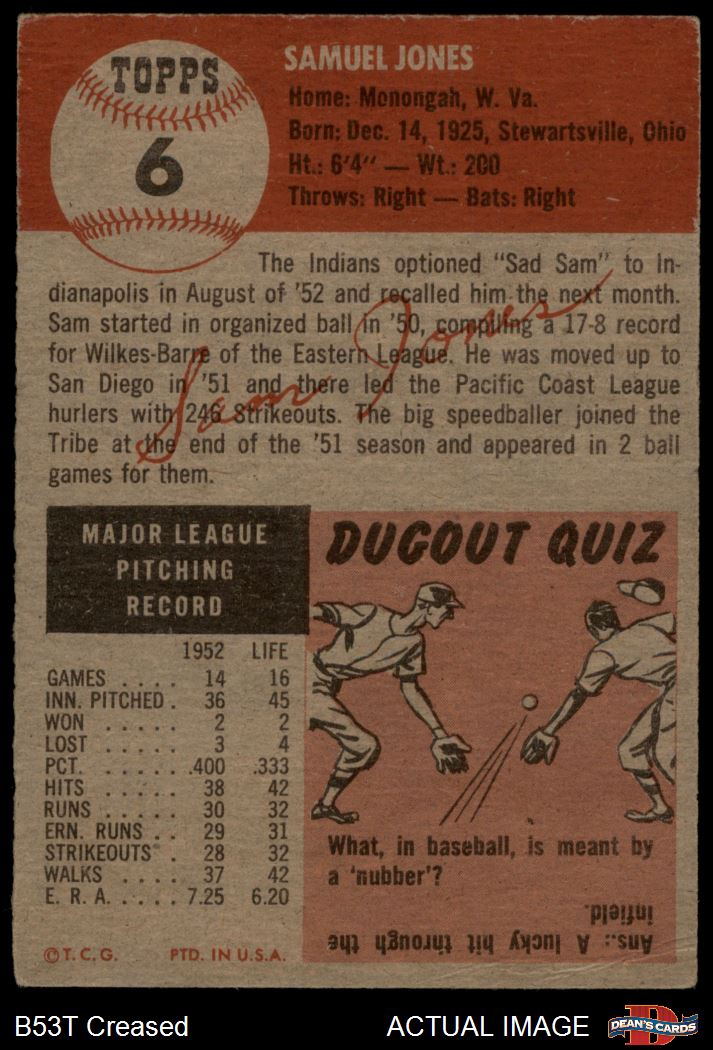 TOPPS
6
SAMUEL JONES
Home: Monongah, W. Va.
Born: Dec. 14, 1925, Stewartsville, Ohio
Ht.: 6'4" — Wt.: 200
Throws: Right — Bats: Right
The Indians optioned "Sad Sam" to In-
dianapolis in August of '52 and recalled him the next month.
Sam started in organized ball in '50, compiling a 17-8 record
for Wilkes-Barre of the Eastern League. He was moved up to
San Diego in '51 and there led the Pacific Coast League
hurlers with 246 strikeouts. The big speedballer joined the
Tribe at the end of the '51 season and appeared in 2 ball
games for them.
Sam Jones
MAJOR LEAGUE
PITCHING
RECORD
1952 LIFE
GAMES . . . . 14 16
INN. PITCHED . 36 45
WON . . . . . 2 2
LOST . . . . . 3 4
PCT. . . . . . .400 .333
HITS . . . . . 38 42
RUNS . . . . . 30 32
ERN. RUNS . . 29 31
STRIKEOUTS . 28 32
WALKS . . . . 37 42
E. R. A. . . . . 7.25 6.20
©T.C.G. PTD. IN U.S.A.
DUGOUT QUIZ
What, in baseball, is meant by
a 'nubber'?
Ans.: A lucky hit through the
infield.
B53T Creased
ACTUAL IMAGE
D
DEAN'S CARDS